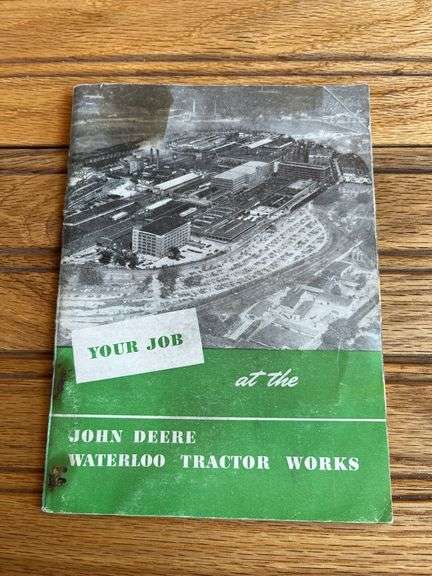 YOUR JOB
at the
JOHN DEERE
WATERLOO TRACTOR WORKS